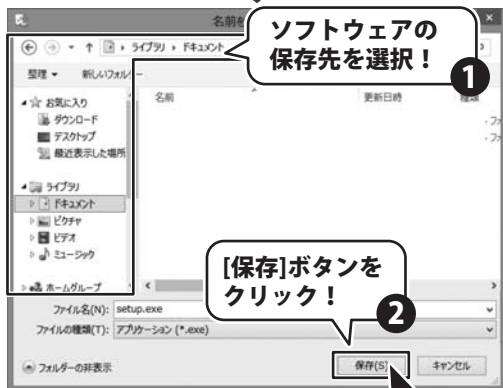 名前を
ソフトウェアの
保存先を選択！
1
ライブラリ ▸ ドキュメント
整理 新しいフォル
名前 更新日時 種類
お気に入り
ダウンロード
デスクトップ
最近表示した場所
ライブラリ
ドキュメント
ピクチャ
ビデオ
ミュージック
ホームグループ
[保存]ボタンを
クリック！
2
ファイル名(N): setup.exe
ファイルの種類(T): アプリケーション (*.exe)
フォルダーの非表示 保存(S) キャンセル